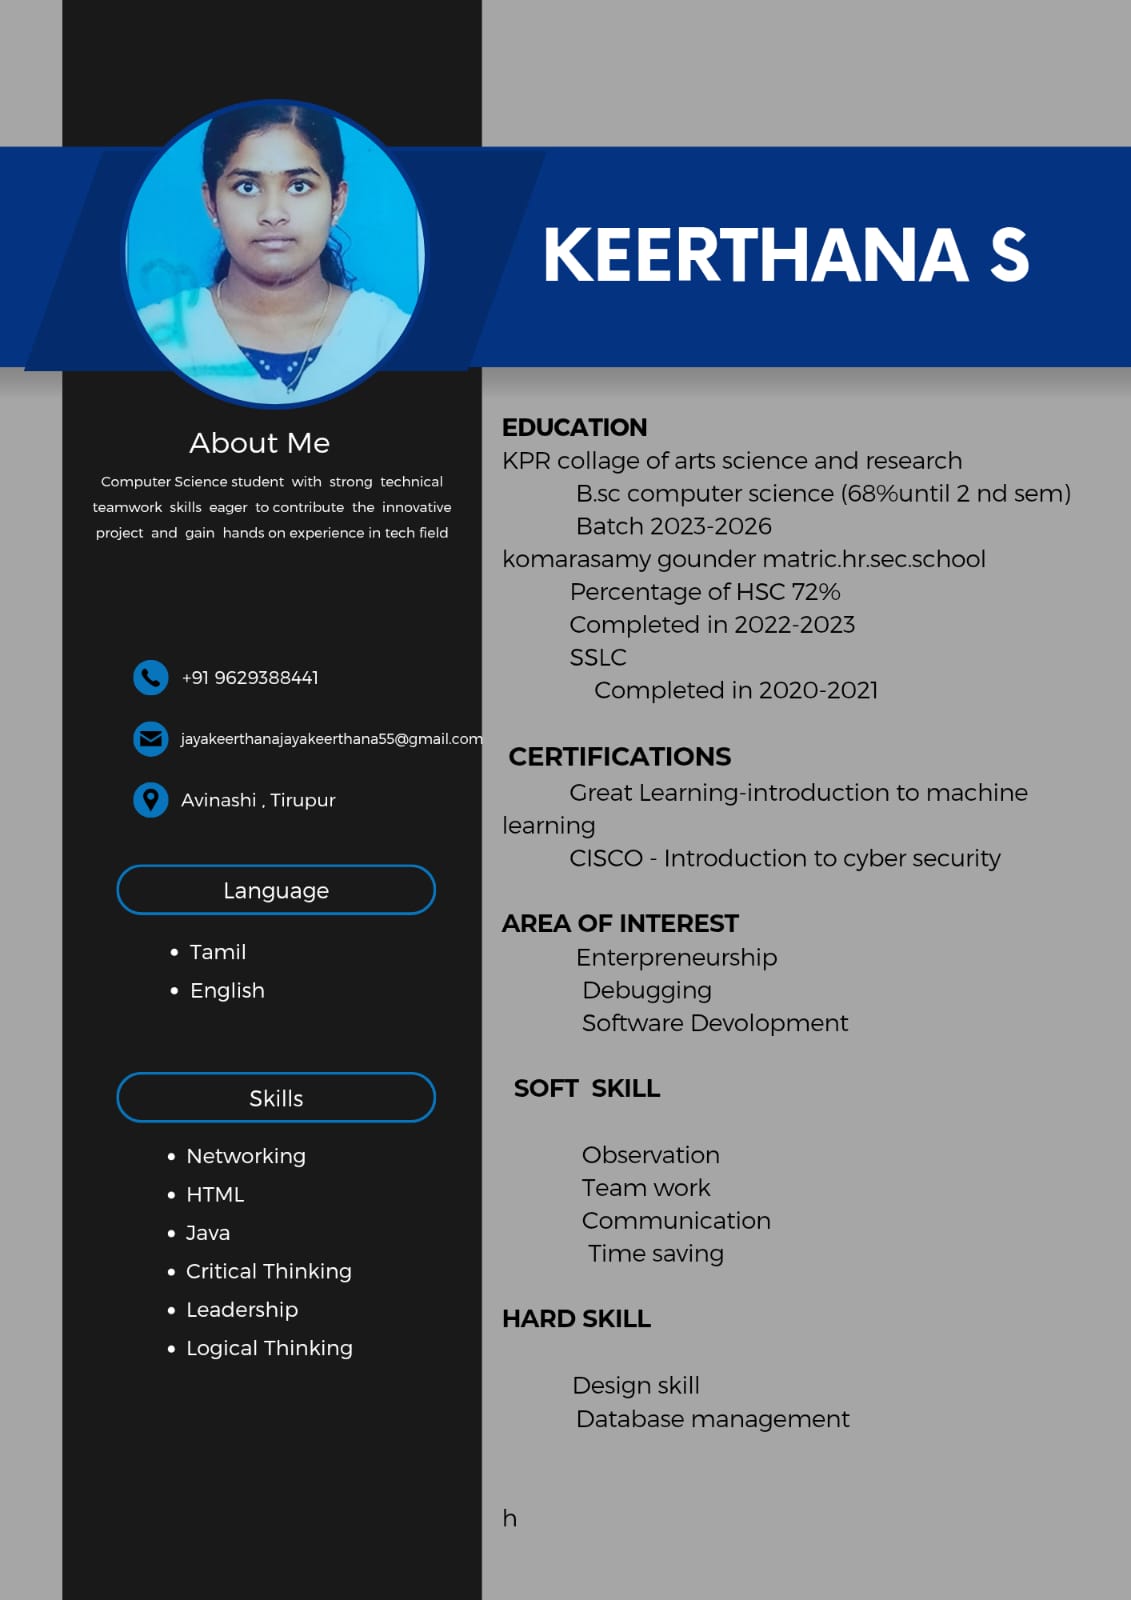 KEERTHANA S
About Me
Computer Science student with strong technical
teamwork skills eager to contribute the innovative
project and gain hands on experience in tech field
+91 9629388441
jayakeerthanajayakeerthana55@gmail.com
Avinashi , Tirupur
Language
Tamil
English
Skills
Networking
HTML
Java
Critical Thinking
Leadership
Logical Thinking
EDUCATION
KPR collage of arts science and research
B.sc computer science (68%until 2 nd sem)
Batch 2023-2026
komarasamy gounder matric.hr.sec.school
Percentage of HSC 72%
Completed in 2022-2023
SSLC
Completed in 2020-2021
CERTIFICATIONS
Great Learning-introduction to machine
learning
CISCO - Introduction to cyber security
AREA OF INTEREST
Enterpreneurship
Debugging
Software Devolopment
SOFT SKILL
Observation
Team work
Communication
Time saving
HARD SKILL
Design skill
Database management
h